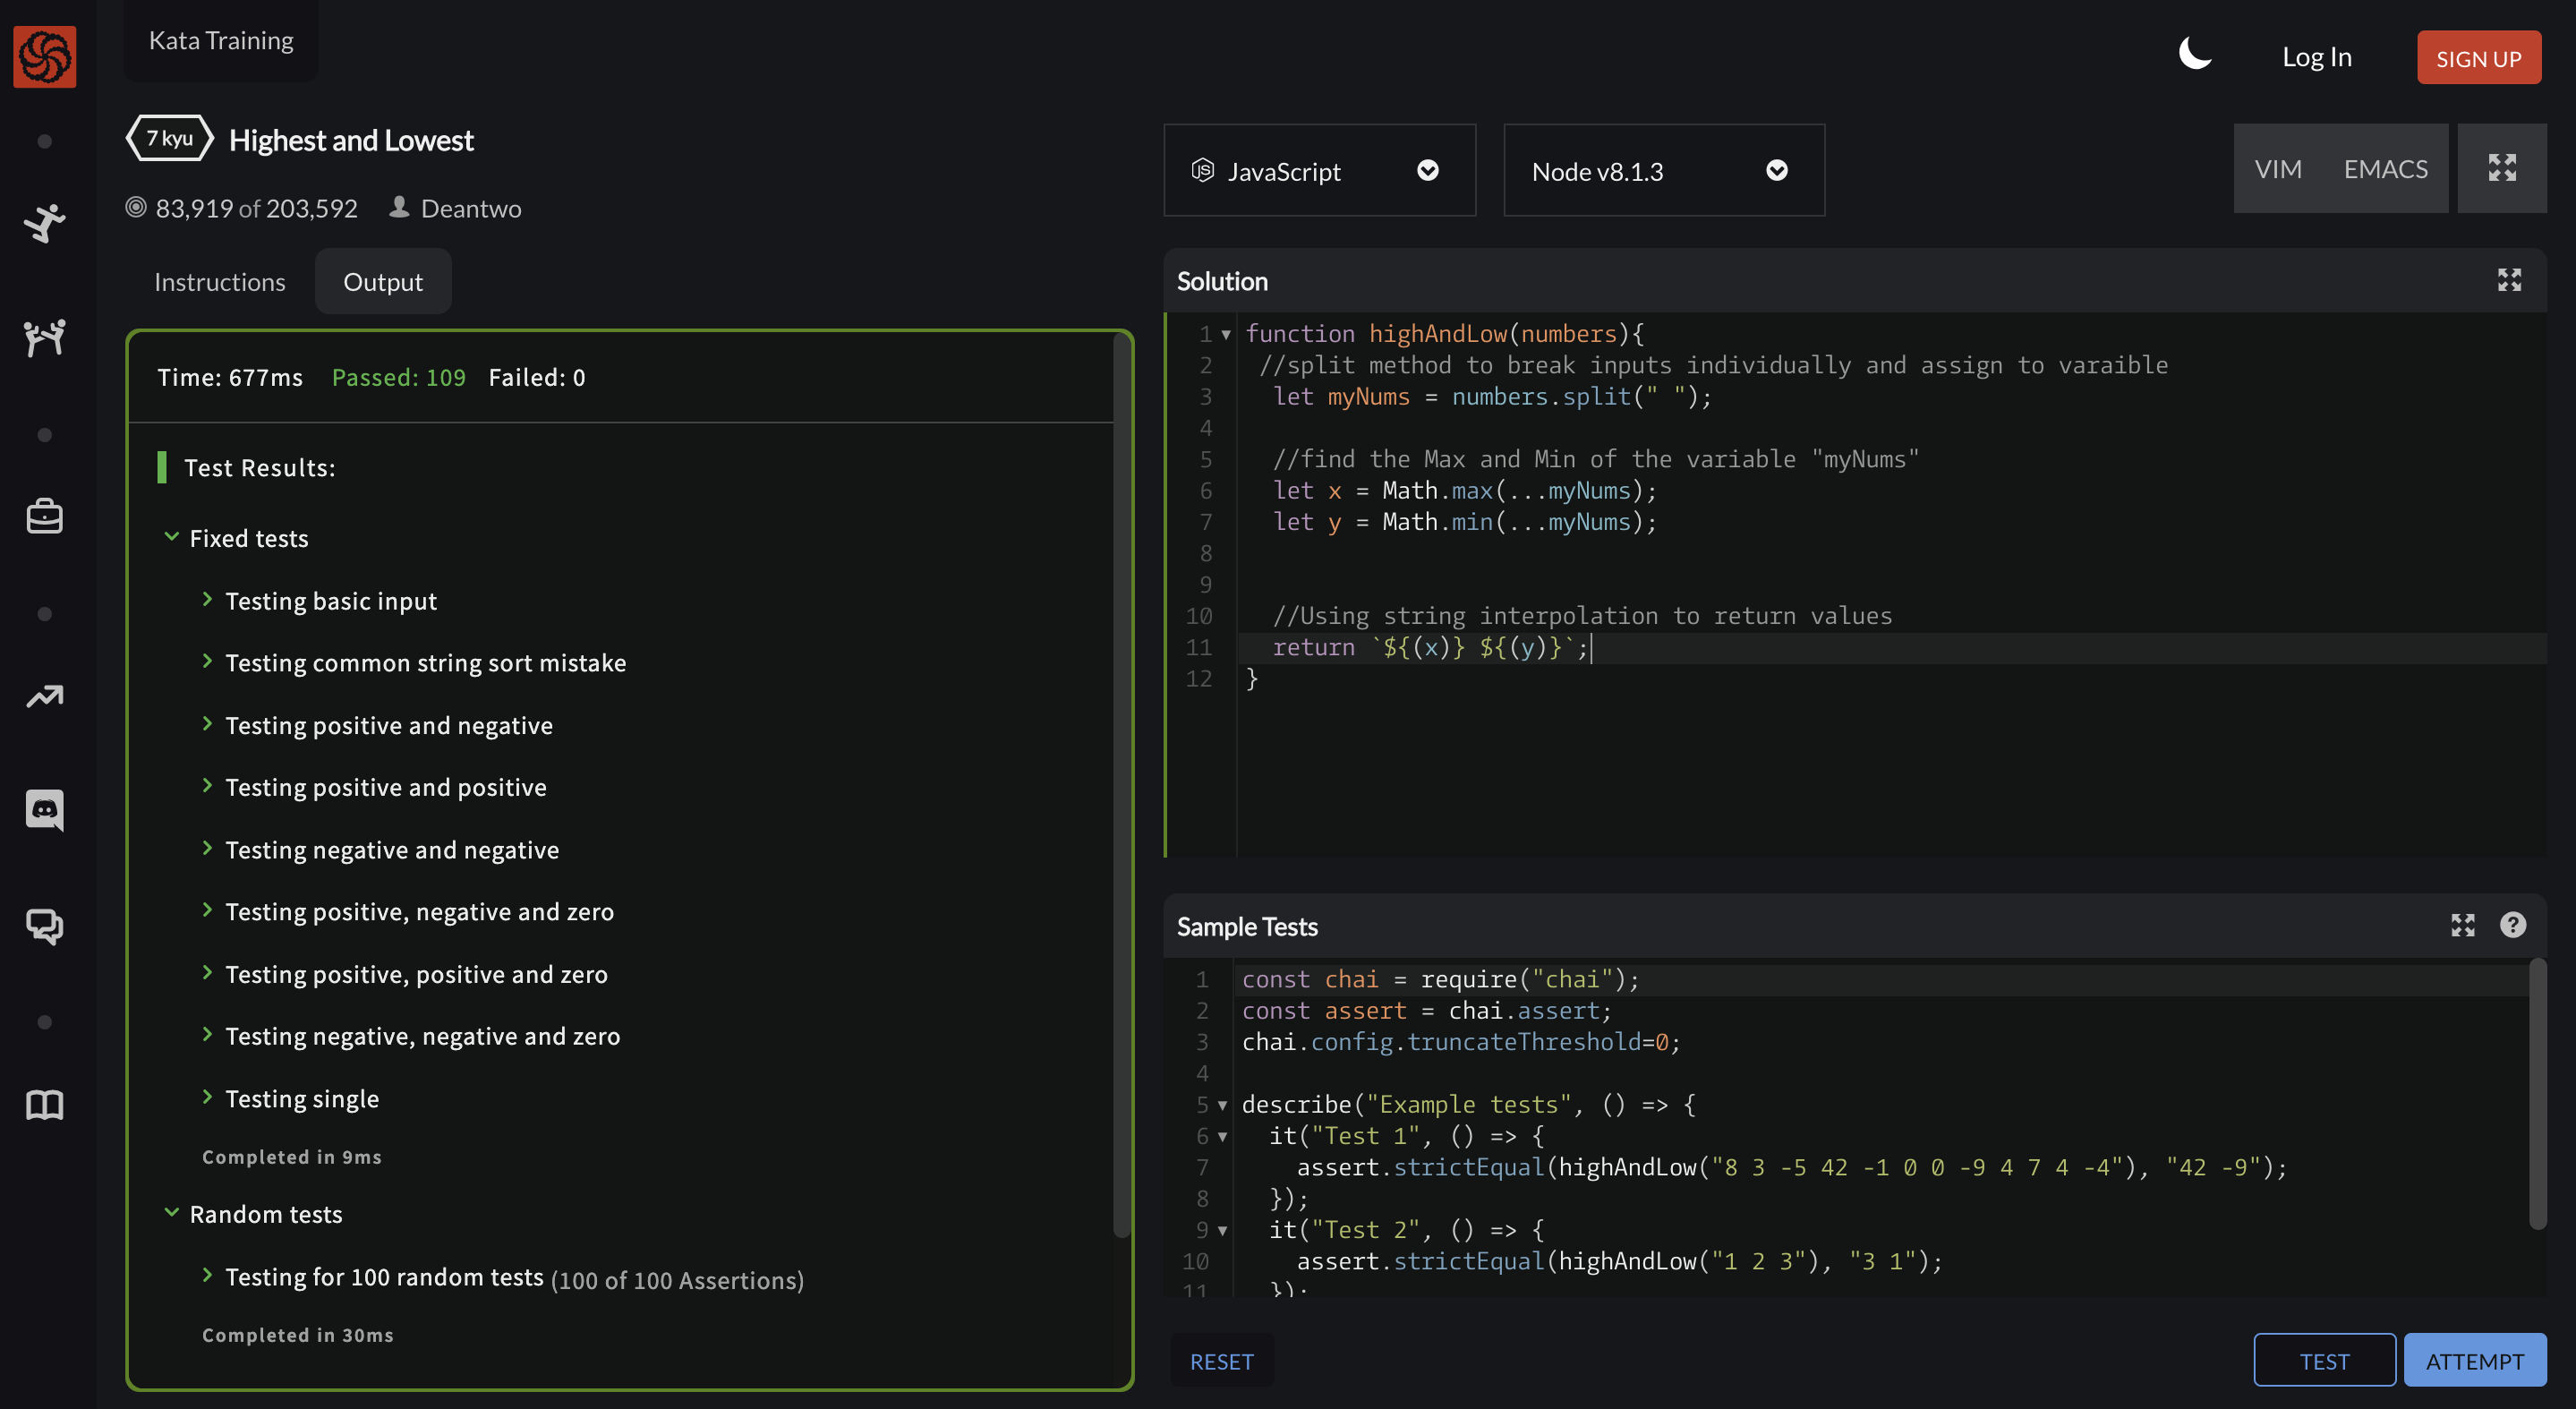 Kata Training
Log In
SIGN UP
7 kyu
Highest and Lowest
83,919 of 203,592
Deantwo
JavaScript
Node v8.1.3
VIM
EMACS
Instructions
Output
Time: 677ms Passed: 109 Failed: 0
Test Results:
Fixed tests
Testing basic input
Testing common string sort mistake
Testing positive and negative
Testing positive and positive
Testing negative and negative
Testing positive, negative and zero
Testing positive, positive and zero
Testing negative, negative and zero
Testing single
Completed in 9ms
Random tests
Testing for 100 random tests (100 of 100 Assertions)
Completed in 30ms
Solution
1 function highAndLow(numbers){
2 //split method to break inputs individually and assign to varaible
3 let myNums = numbers.split(" ");
4
5 //find the Max and Min of the variable "myNums"
6 let x = Math.max(...myNums);
7 let y = Math.min(...myNums);
8
9
10 //Using string interpolation to return values
11 return `${(x)} ${(y)}`;
12 }
Sample Tests
1 const chai = require("chai");
2 const assert = chai.assert;
3 chai.config.truncateThreshold=0;
4
5 describe("Example tests", () => {
6 it("Test 1", () => {
7 assert.strictEqual(highAndLow("8 3 -5 42 -1 0 0 -9 4 7 4 -4"), "42 -9");
8 });
9 it("Test 2", () => {
10 assert.strictEqual(highAndLow("1 2 3"), "3 1");
11 });
RESET
TEST
ATTEMPT